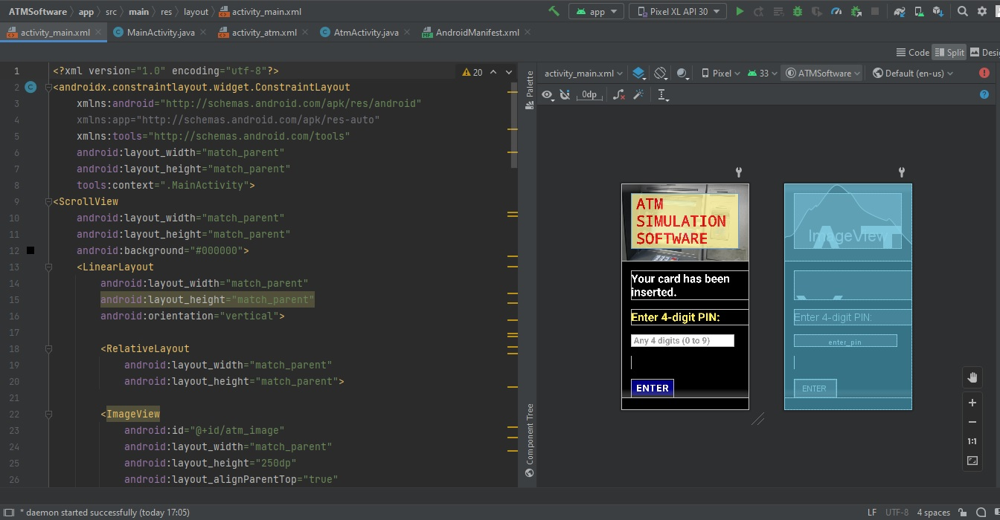 ATMSoftware app src main res layout activity_main.xml
app Pixel XL API 30
activity_main.xml MainActivity.java activity_atm.xml AtmActivity.java AndroidManifest.xml
Code Split Desi
1 <?xml version="1.0" encoding="utf-8"?>
20
2 <androidx.constraintlayout.widget.ConstraintLayout
3 xmlns:android="http://schemas.android.com/apk/res/android"
4 xmlns:app="http://schemas.android.com/apk/res-auto"
5 xmlns:tools="http://schemas.android.com/tools"
6 android:layout_width="match_parent"
7 android:layout_height="match_parent"
8 tools:context=".MainActivity">
9 <ScrollView
10 android:layout_width="match_parent"
11 android:layout_height="match_parent"
12 android:background="#000000">
13 <LinearLayout
14 android:layout_width="match_parent"
15 android:layout_height="match_parent"
16 android:orientation="vertical">
17
18 <RelativeLayout
19 android:layout_width="match_parent"
20 android:layout_height="match_parent">
21
22 <ImageView
23 android:id="@+id/atm_image"
24 android:layout_width="match_parent"
25 android:layout_height="250dp"
26 android:layout_alignParentTop="true"
Palette
Component Tree
activity_main.xml Pixel 33 ATMSoftware Default (en-us)
0dp
ATM
SIMULATION
SOFTWARE
Your card has been
inserted.
Enter 4-digit PIN:
Any 4 digits (0 to 9)
ENTER
ImageView
Enter 4-digit PIN:
enter_pin
ENTER
1:1
* daemon started successfully (today 17:05)
LF UTF-8 4 spaces